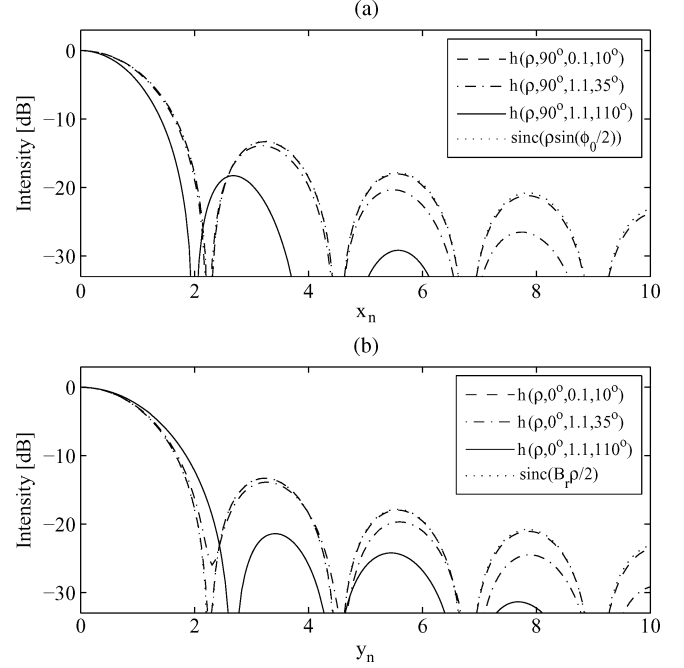 (a)
Intensity [dB]
0
−10
−20
−30
h(ρ,90°,0.1,10°)
h(ρ,90°,1.1,35°)
h(ρ,90°,1.1,110°)
sinc(ρsin(ϕ₀/2))
0 2 4 6 8 10
xₙ
(b)
Intensity [dB]
0
−10
−20
−30
h(ρ,0°,0.1,10°)
h(ρ,0°,1.1,35°)
h(ρ,0°,1.1,110°)
sinc(Bᵣρ/2)
0 2 4 6 8 10
yₙ